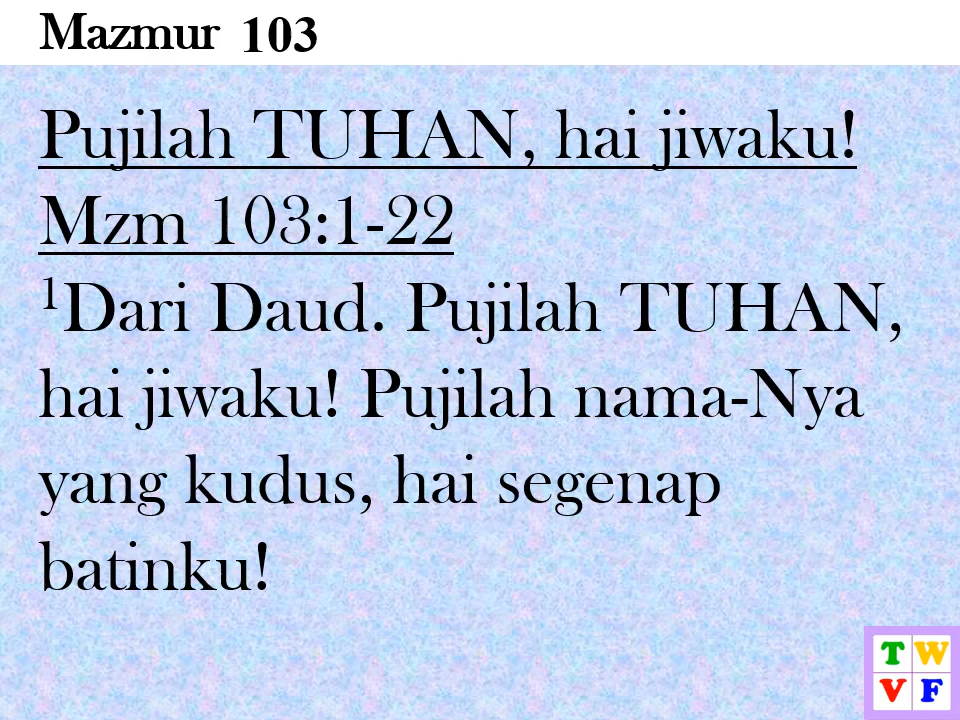 Mazmur 103
Pujilah TUHAN, hai jiwaku!
Mzm 103:1-22
1Dari Daud. Pujilah TUHAN,
hai jiwaku! Pujilah nama-Nya
yang kudus, hai segenap
batinku!
T W
V F